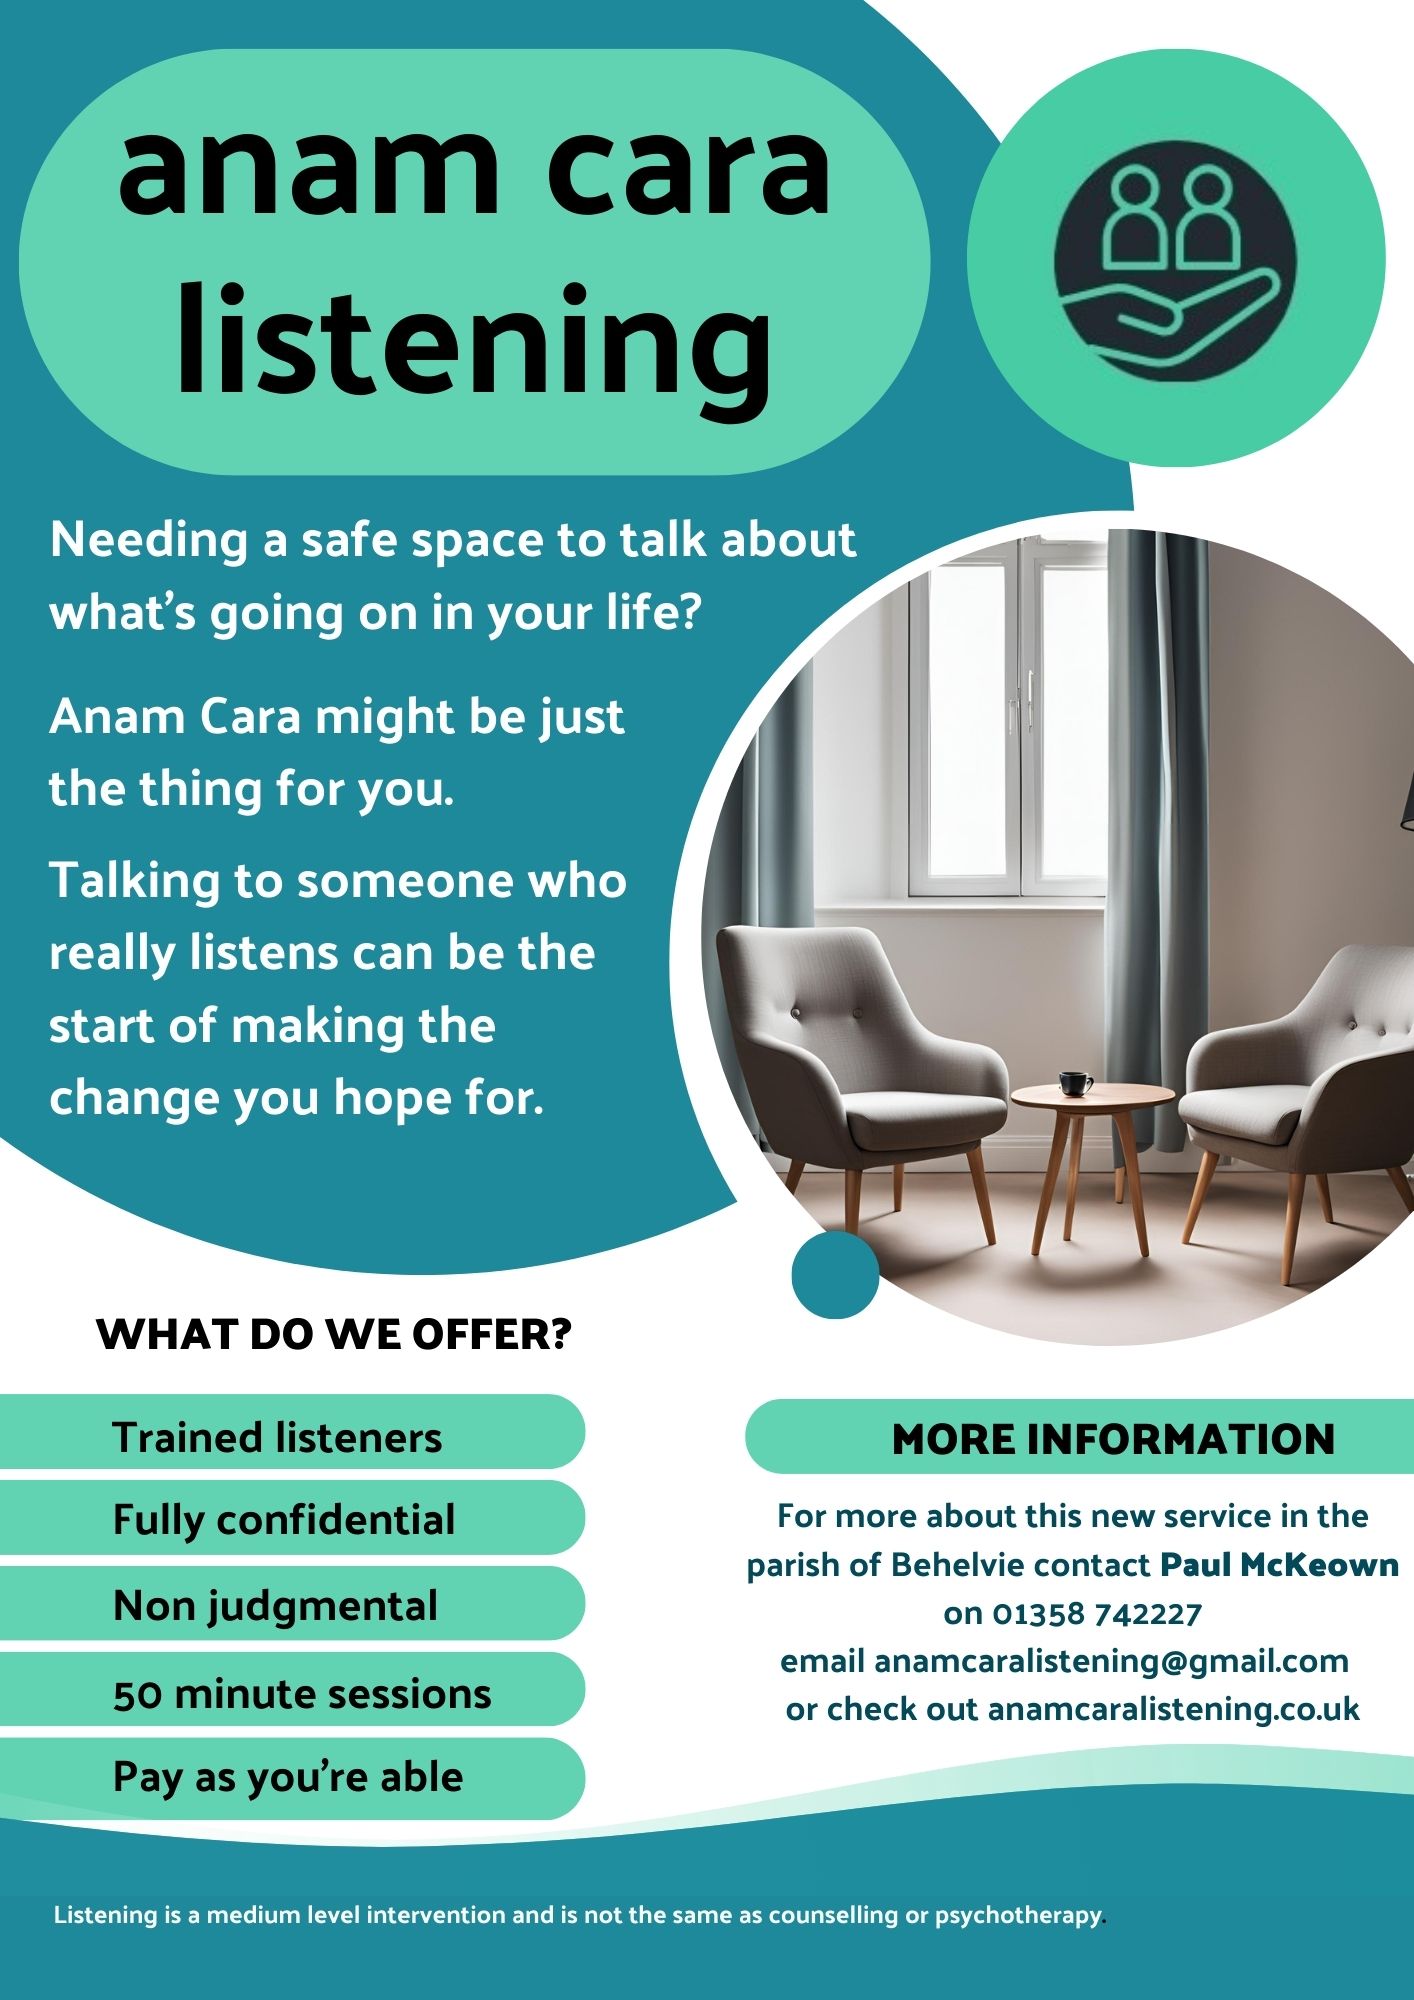 anam cara
listening
Needing a safe space to talk about
what’s going on in your life?
Anam Cara might be just
the thing for you.
Talking to someone who
really listens can be the
start of making the
change you hope for.
WHAT DO WE OFFER?
Trained listeners
Fully confidential
Non judgmental
50 minute sessions
Pay as you’re able
MORE INFORMATION
For more about this new service in the
parish of Behelvie contact Paul McKeown
on 01358 742227
email anamcaralistening@gmail.com
or check out anamcaralistening.co.uk
Listening is a medium level intervention and is not the same as counselling or psychotherapy.